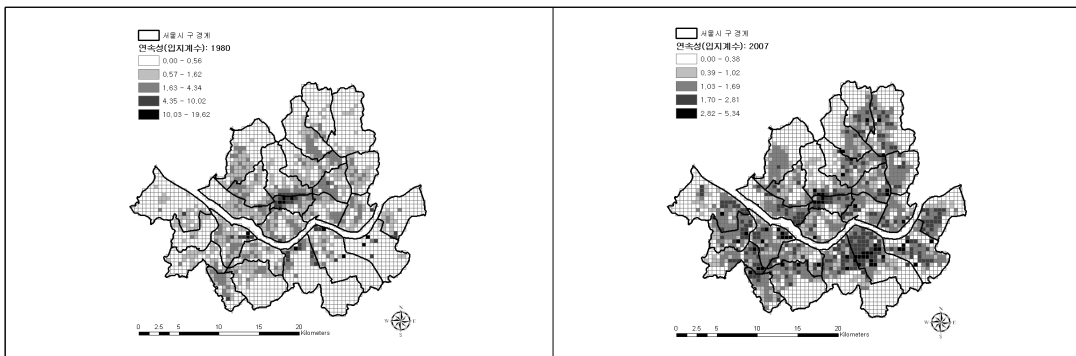 서울시 구 경계
연속성(입지계수): 1980
0,00 - 0,56
0,57 - 1,62
1,63 - 4,34
4,35 - 10,02
10,03 - 19,62
N
W E
S
0 2.5 5 10 15 20
Kilometers
서울시 구 경계
연속성(입지계수): 2007
0,00 - 0,38
0,39 - 1,02
1,03 - 1,69
1,70 - 2,81
2,82 - 5,34
N
W E
S
0 2.5 5 10 15 20
Kilometers